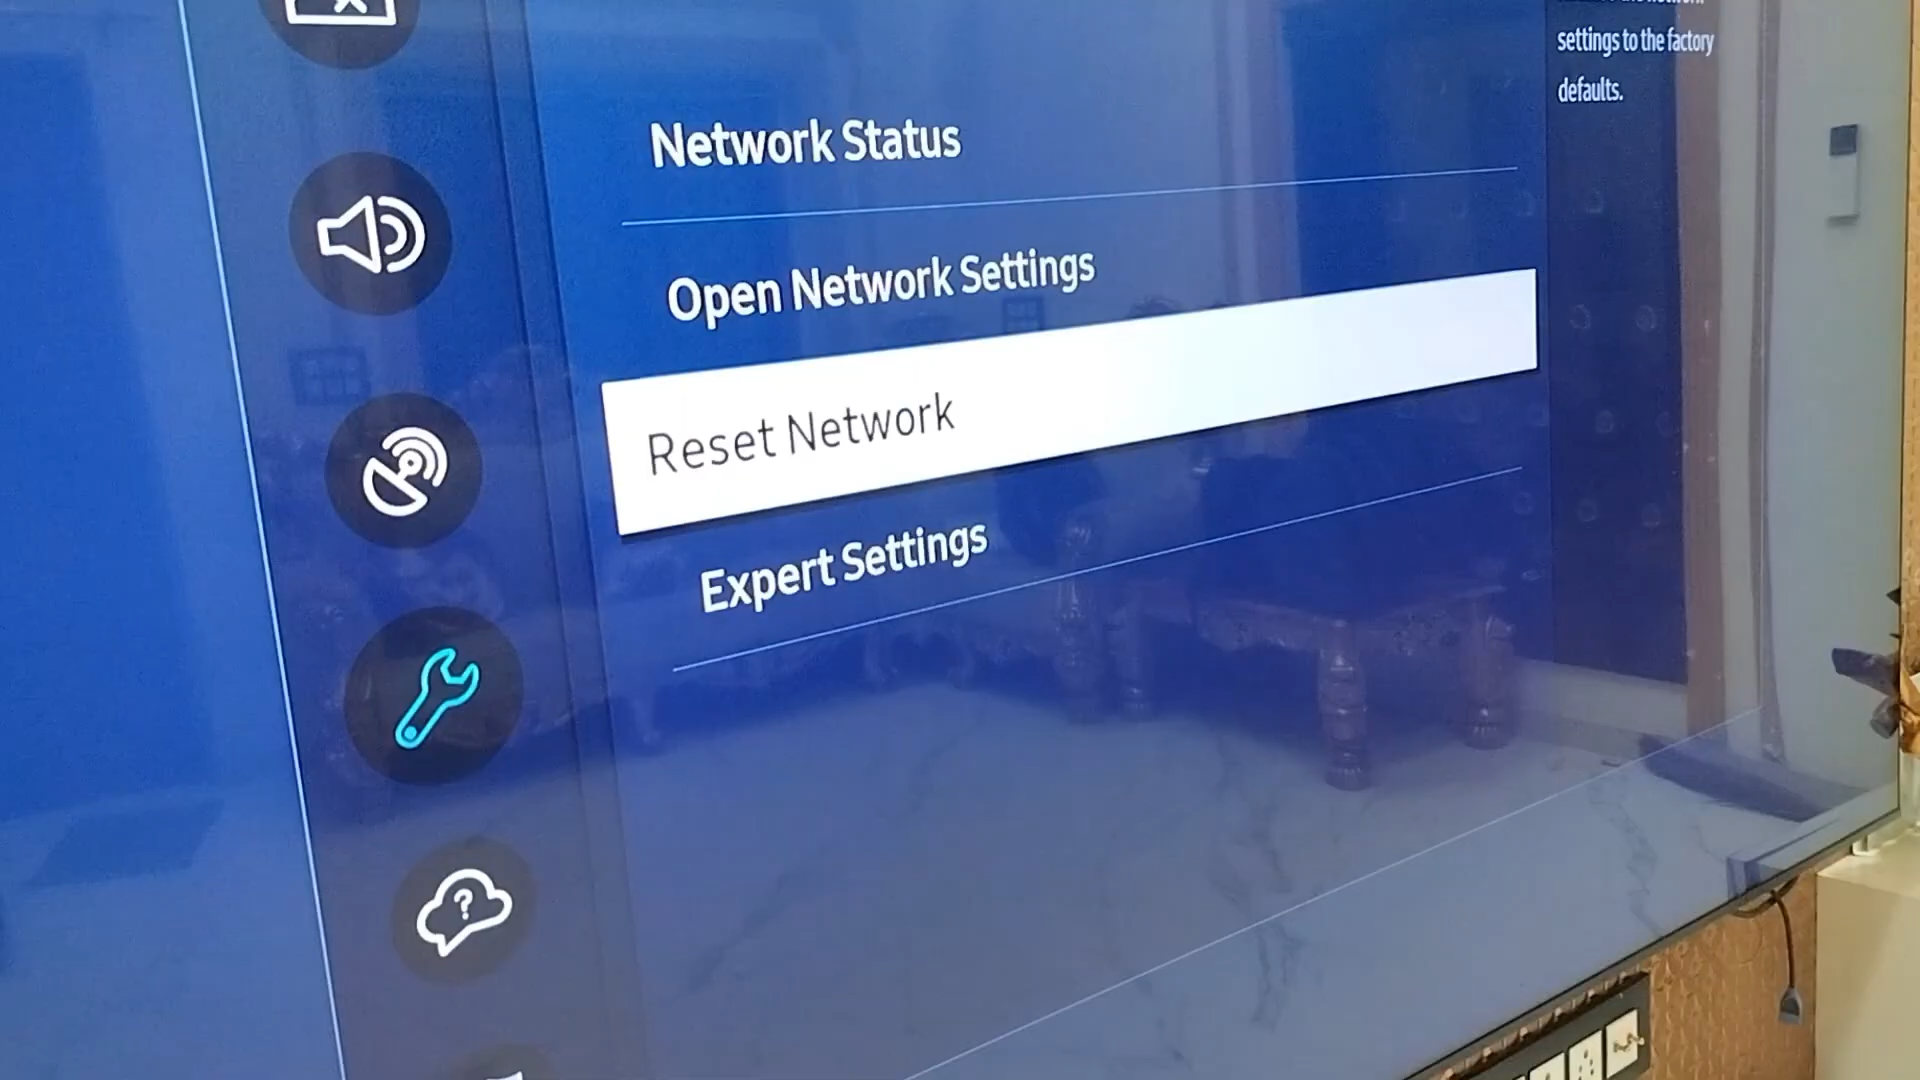 Network Status
Open Network Settings
Reset Network
Expert Settings
settings to the factory
defaults.